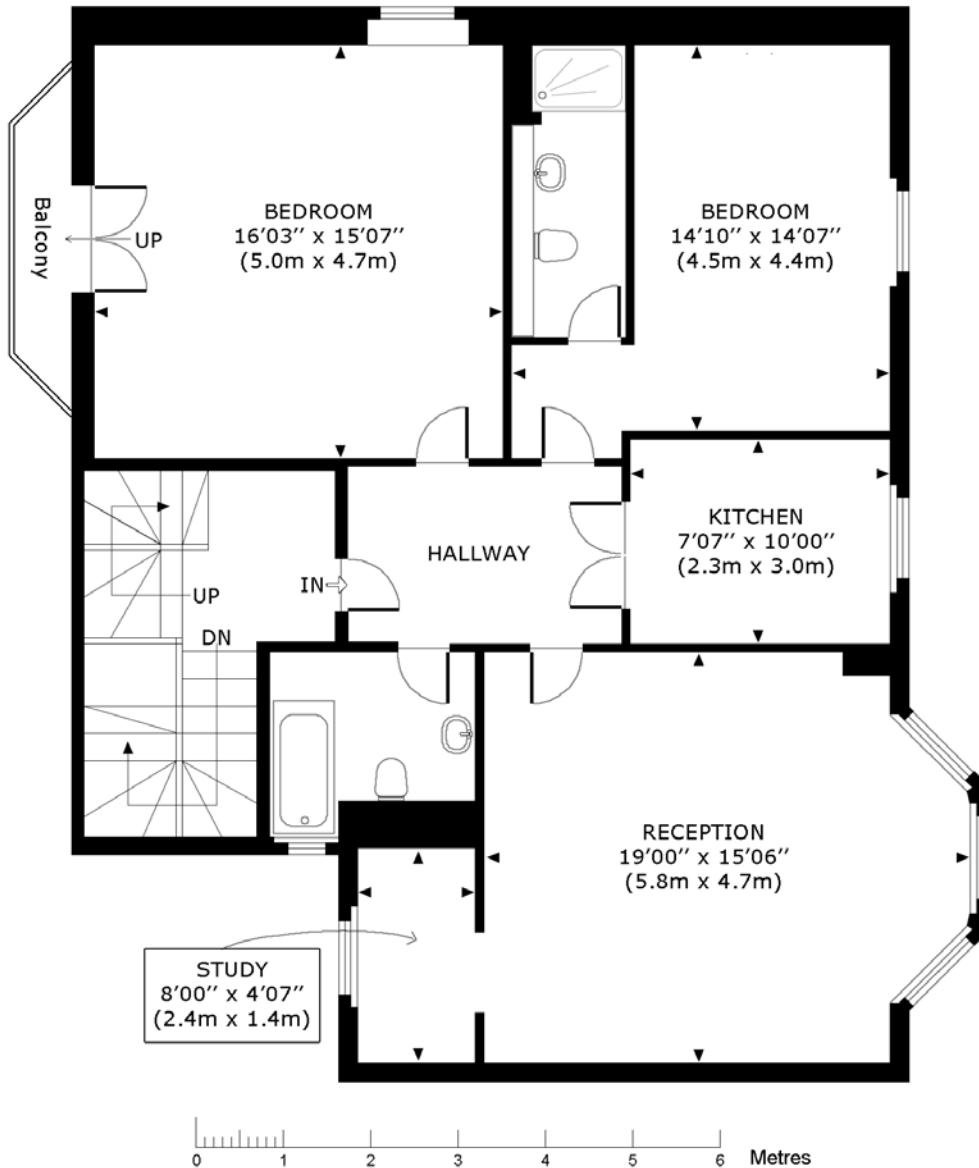 BEDROOM
16’03’’ x 15’07’’
(5.0m x 4.7m)
Balcony
UP
BEDROOM
14’10’’ x 14’07’’
(4.5m x 4.4m)
KITCHEN
7’07’’ x 10’00’’
(2.3m x 3.0m)
HALLWAY
IN
UP
DN
RECEPTION
19’00’’ x 15’06’’
(5.8m x 4.7m)
STUDY
8’00’’ x 4’07’’
(2.4m x 1.4m)
0 1 2 3 4 5 6 Metres